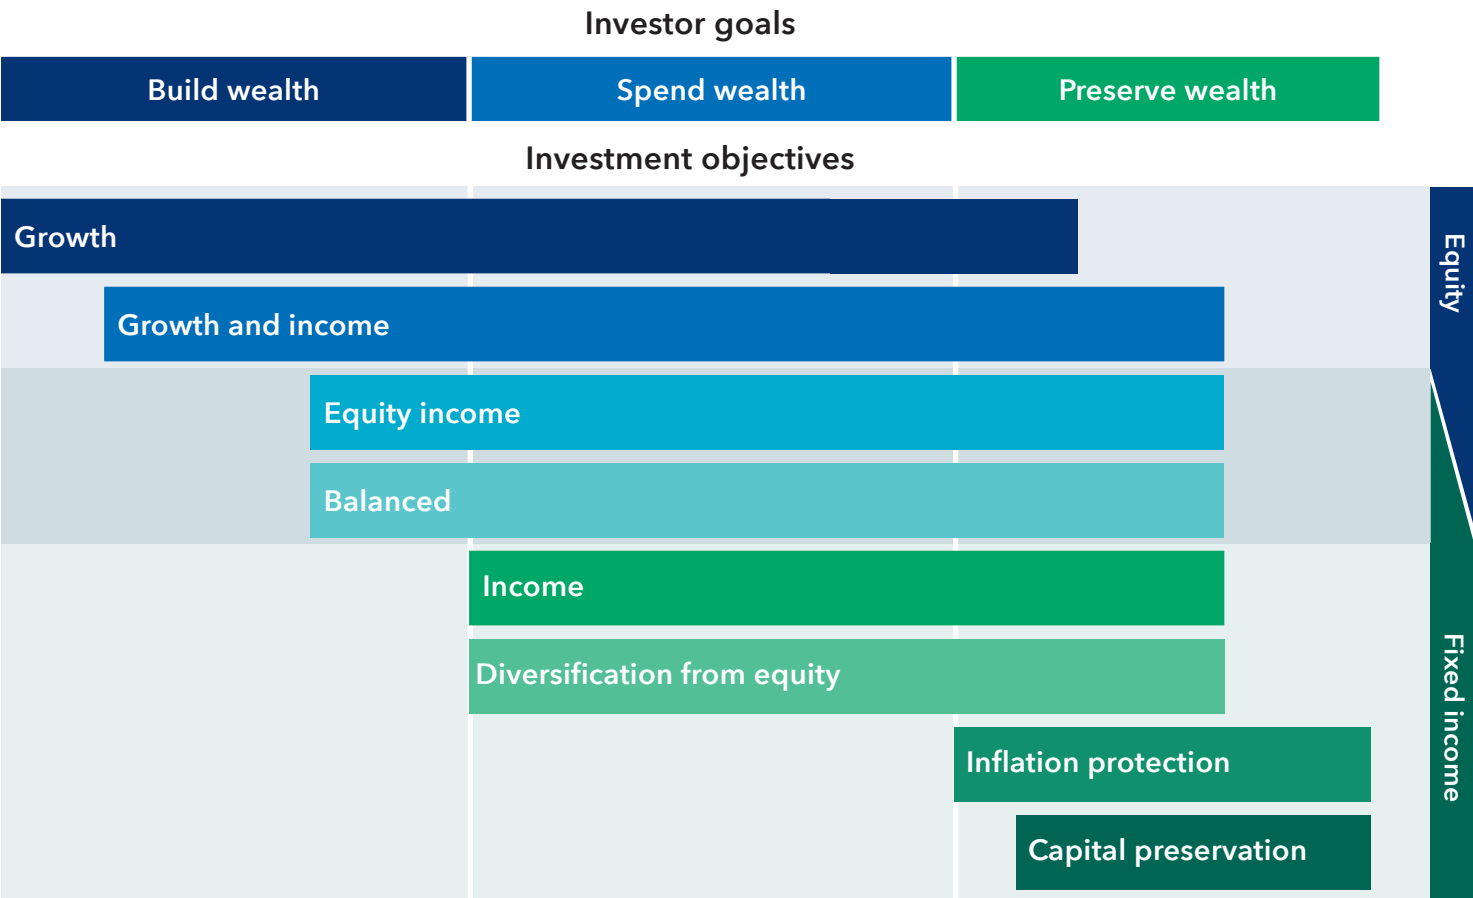 Investor goals
Build wealth
Spend wealth
Preserve wealth
Investment objectives
Growth
Growth and income
Equity income
Balanced
Income
Diversification from equity
Inflation protection
Capital preservation
Equity
Fixed income